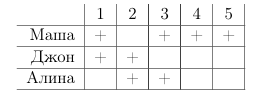 1 2 3 4 5
Маша + + + +
Джон + +
Алина + +